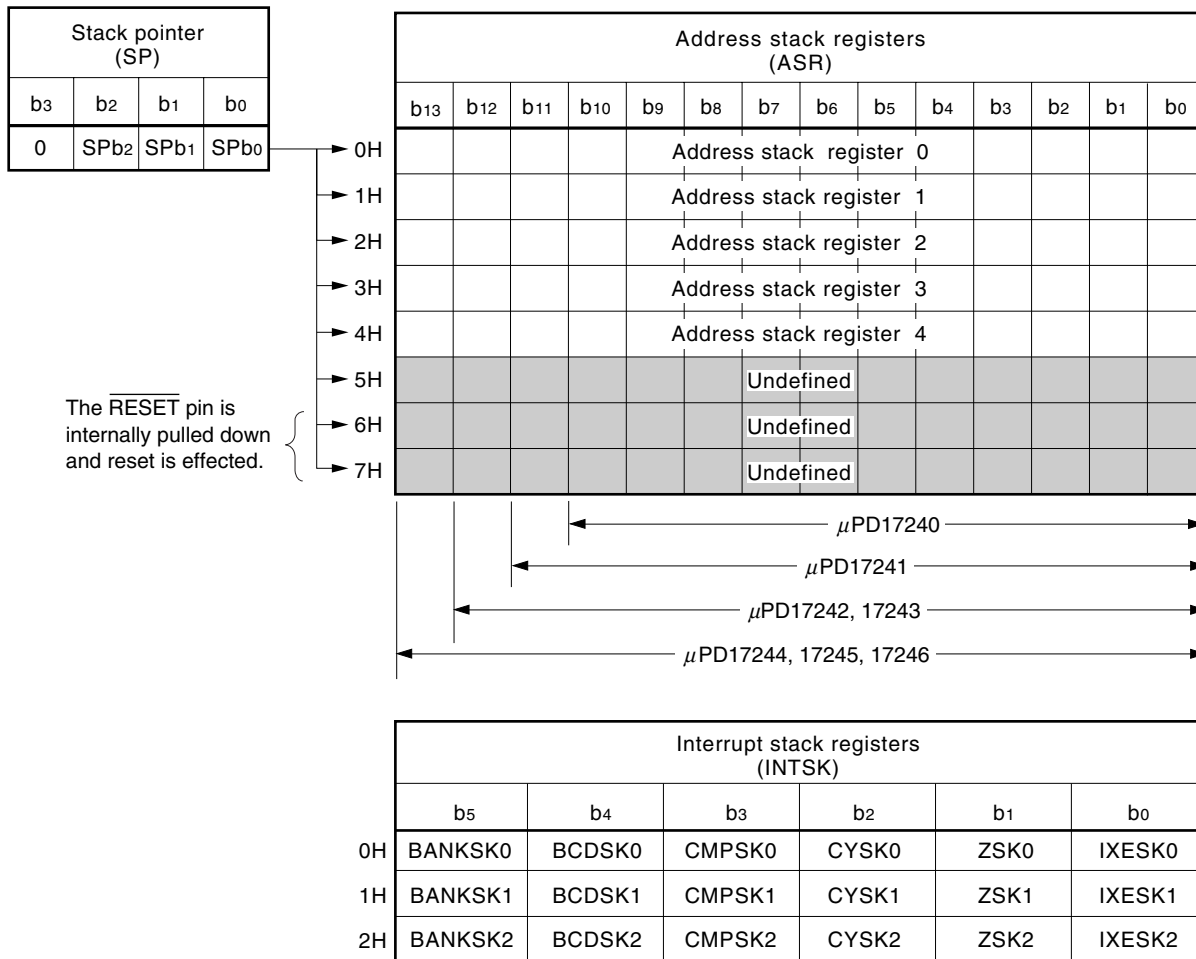 Stack pointer
(SP)
b3 b2 b1 b0
0 SPb2 SPb1 SPb0
Address stack registers
(ASR)
b13 b12 b11 b10 b9 b8 b7 b6 b5 b4 b3 b2 b1 b0
0H Address stack register 0
1H Address stack register 1
2H Address stack register 2
3H Address stack register 3
4H Address stack register 4
5H Undefined
6H Undefined
7H Undefined
The RESET pin is
internally pulled down
and reset is effected.
μPD17240
μPD17241
μPD17242, 17243
μPD17244, 17245, 17246
Interrupt stack registers
(INTSK)
b5 b4 b3 b2 b1 b0
0H BANKSK0 BCDSK0 CMPSK0 CYSK0 ZSK0 IXESK0
1H BANKSK1 BCDSK1 CMPSK1 CYSK1 ZSK1 IXESK1
2H BANKSK2 BCDSK2 CMPSK2 CYSK2 ZSK2 IXESK2